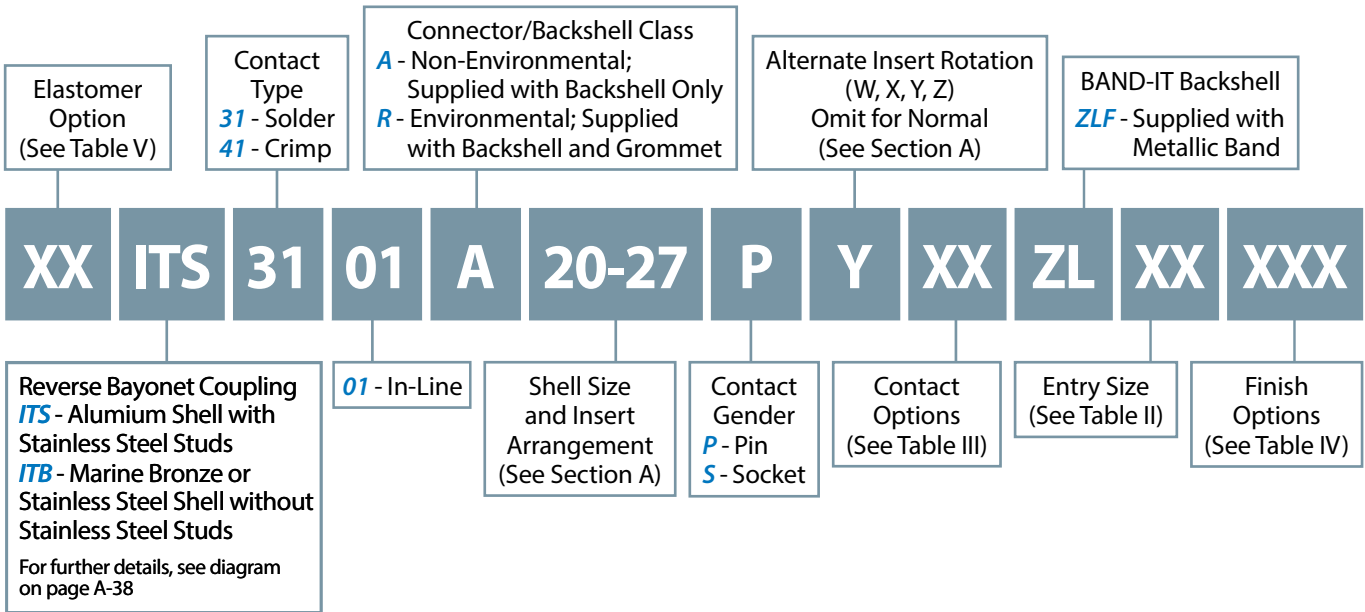 Elastomer
Option
(See Table V)
Contact
Type
31 - Solder
41 - Crimp
Connector/Backshell Class
A - Non-Environmental;
Supplied with Backshell Only
R - Environmental; Supplied
with Backshell and Grommet
Alternate Insert Rotation
(W, X, Y, Z)
Omit for Normal
(See Section A)
BAND-IT Backshell
ZLF - Supplied with
Metallic Band
XX ITS 31 01 A 20-27 P Y XX ZL XX XXX
Reverse Bayonet Coupling
ITS - Alumium Shell with
Stainless Steel Studs
ITB - Marine Bronze or
Stainless Steel Shell without
Stainless Steel Studs
For further details, see diagram
on page A-38
01 - In-Line
Shell Size
and Insert
Arrangement
(See Section A)
Contact
Gender
P - Pin
S - Socket
Contact
Options
(See Table III)
Entry Size
(See Table II)
Finish
Options
(See Table IV)